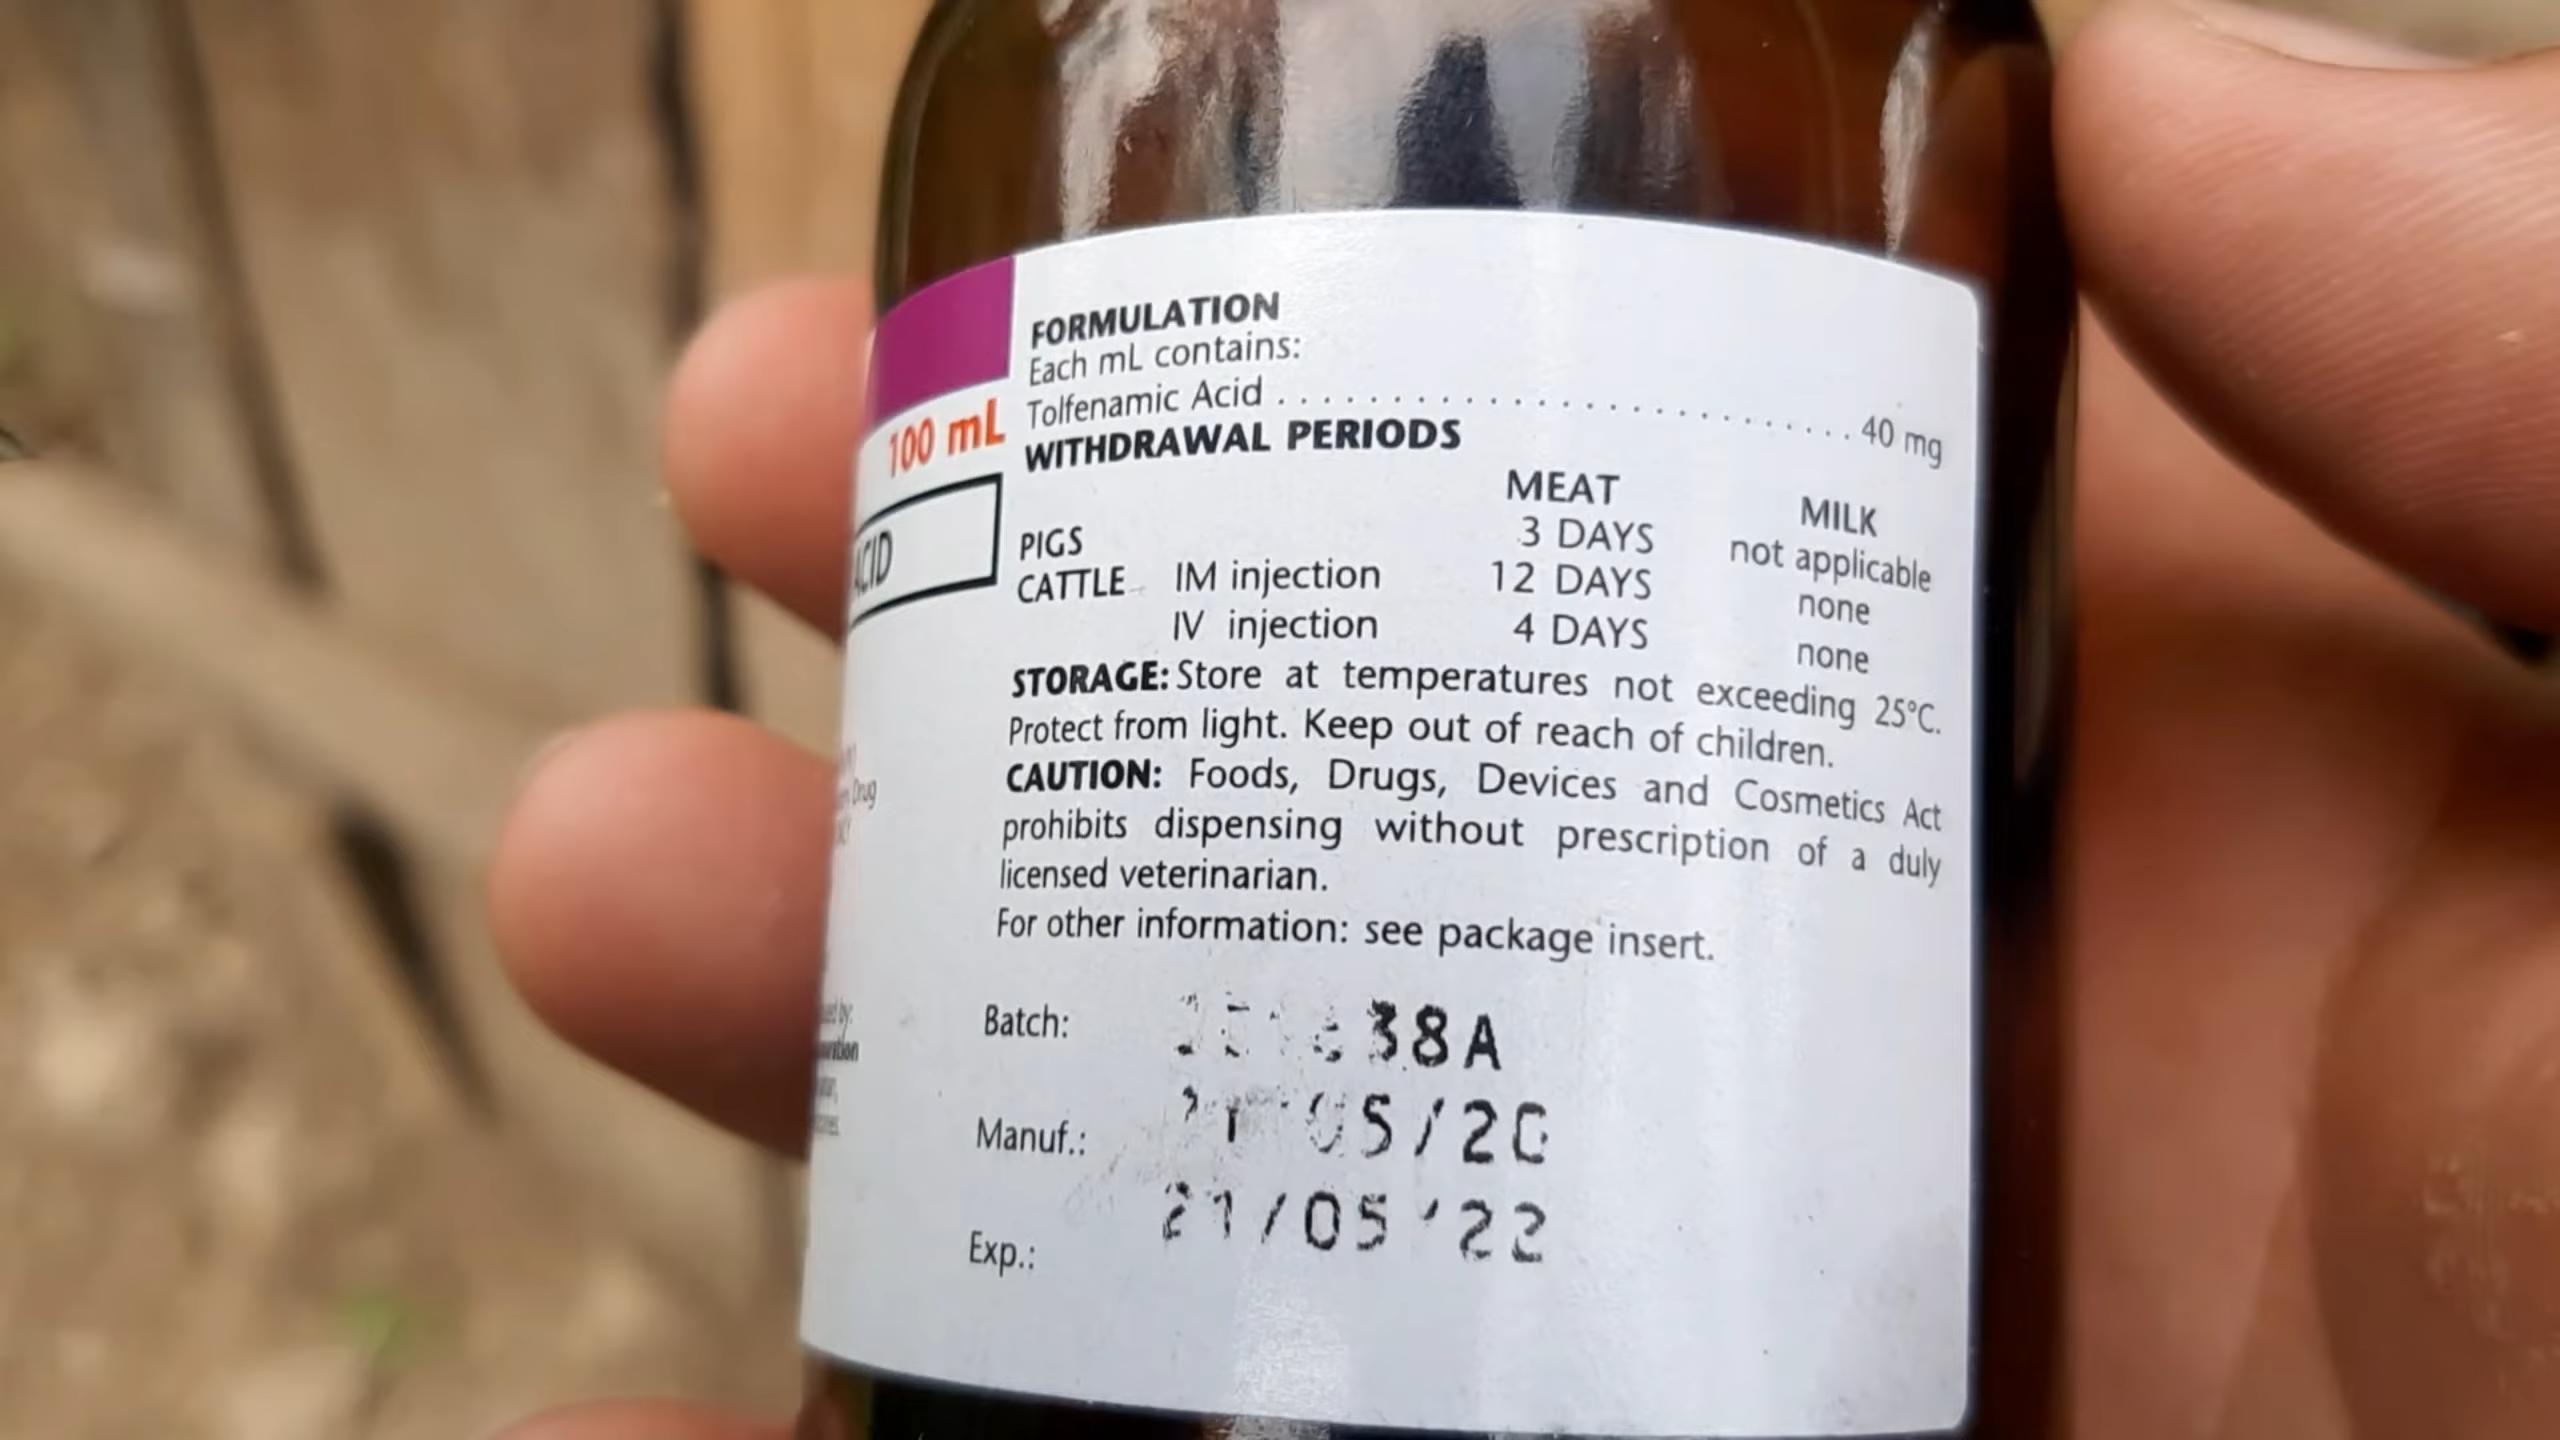 FORMULATION
Each mL contains:
Tolfenamic Acid ........................... 40 mg
WITHDRAWAL PERIODS
MEAT MILK
PIGS 3 DAYS not applicable
CATTLE IM injection 12 DAYS none
IV injection 4 DAYS none
STORAGE: Store at temperatures not exceeding 25°C.
Protect from light. Keep out of reach of children.
CAUTION: Foods, Drugs, Devices and Cosmetics Act
prohibits dispensing without prescription of a duly
licensed veterinarian.
For other information: see package insert.
Batch:
Manuf.:
Exp.: 21/05/22
100 mL
ACID
Drug
by: